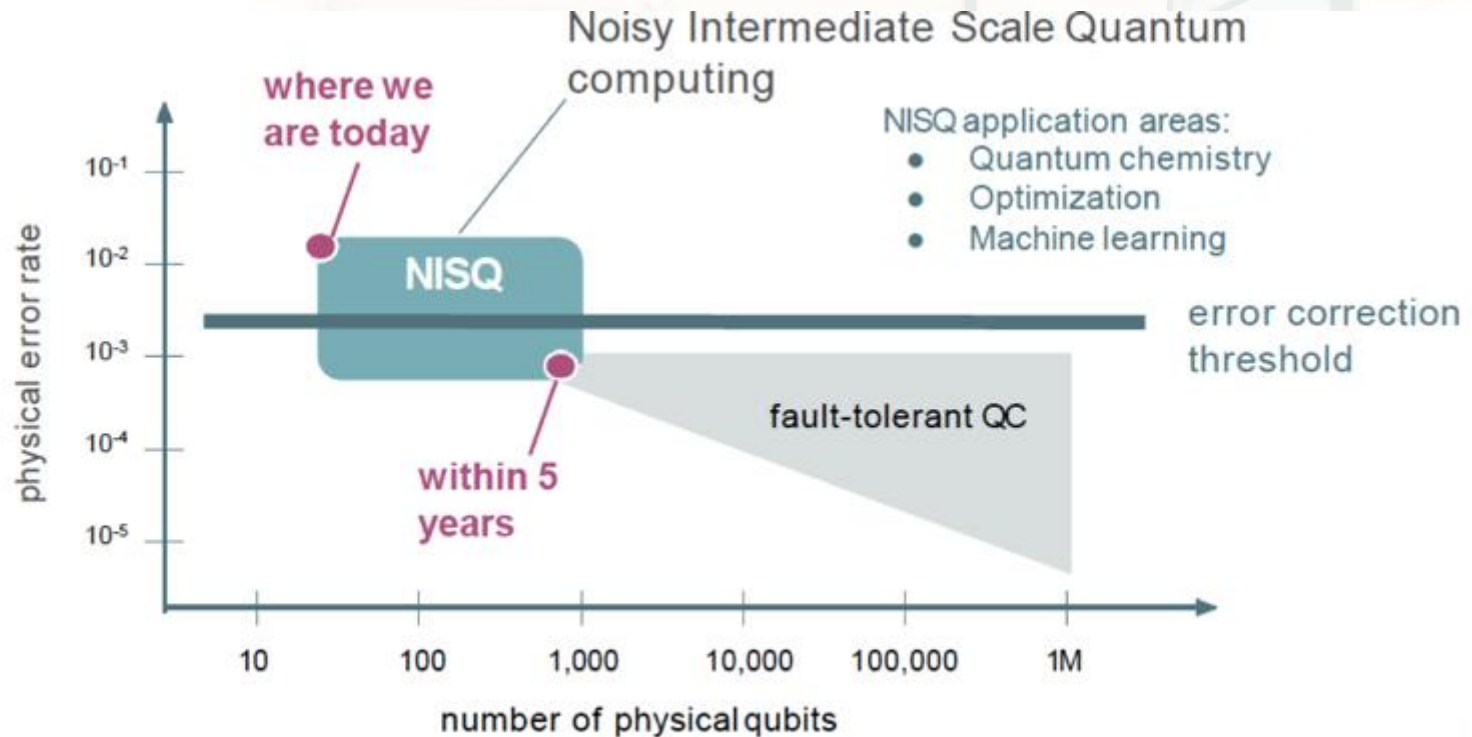 Noisy Intermediate Scale Quantum
computing
where we
are today
NISQ application areas:
● Quantum chemistry
● Optimization
● Machine learning
NISQ
error correction
threshold
fault-tolerant QC
within 5
years
physical error rate
10⁻¹
10⁻²
10⁻³
10⁻⁴
10⁻⁵
10 100 1,000 10,000 100,000 1M
number of physical qubits